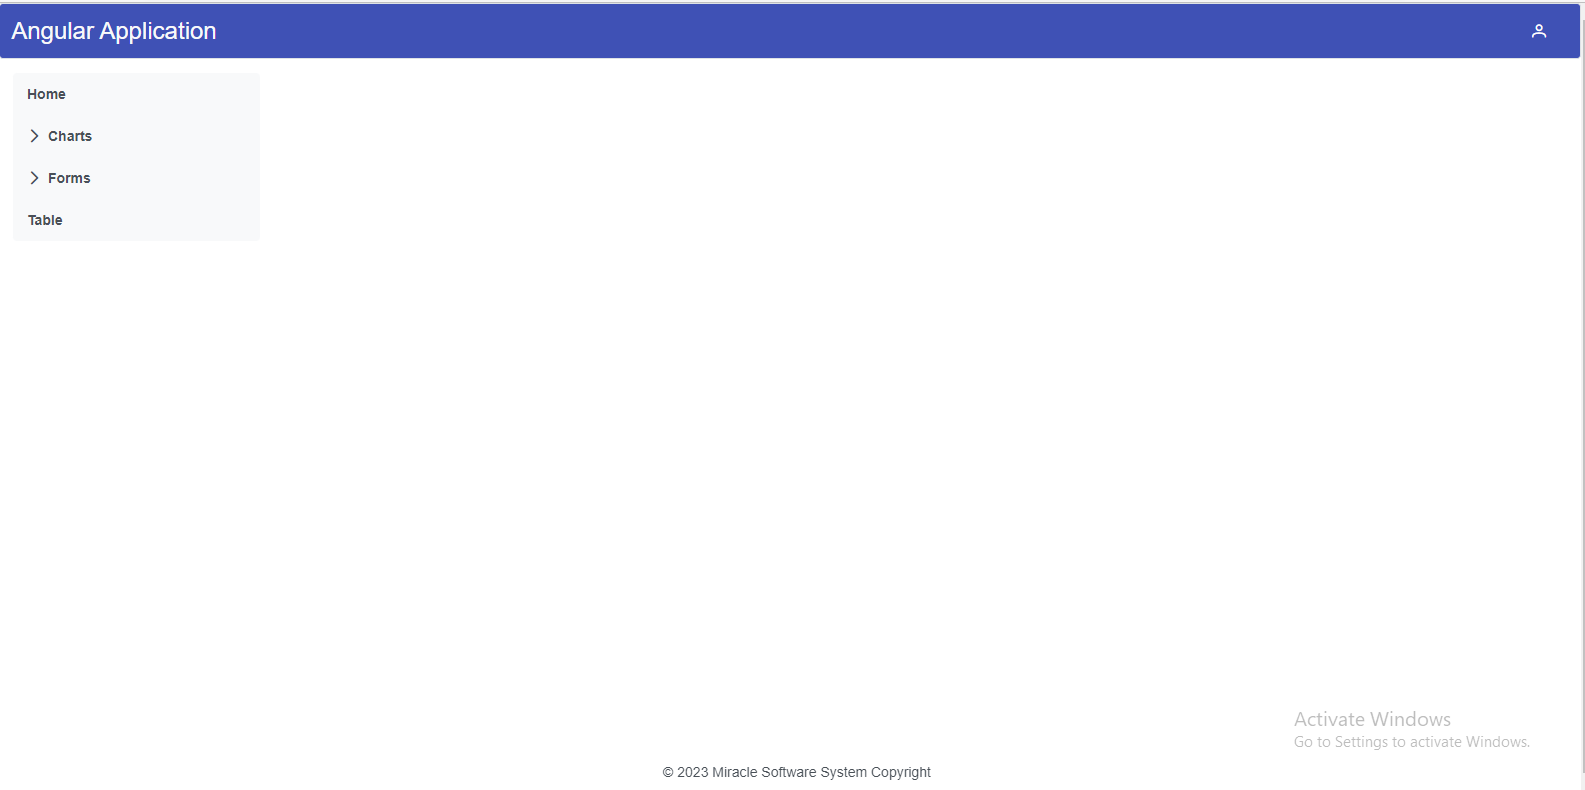 Angular Application
Home
Charts
Forms
Table
Activate Windows
Go to Settings to activate Windows.
© 2023 Miracle Software System Copyright